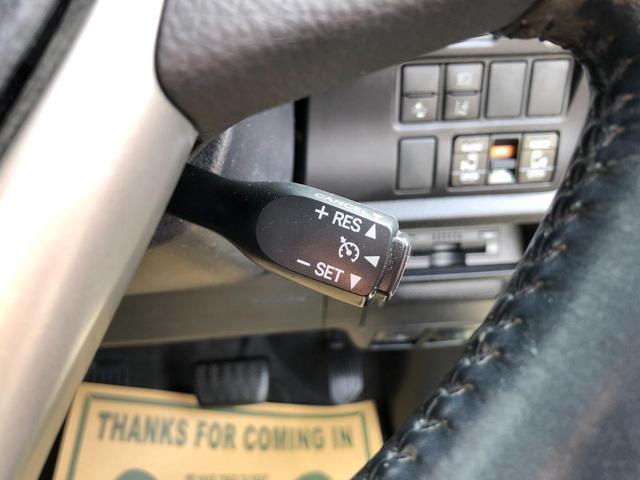 CANCEL
+ RES
− SET
THANKS FOR COMING IN